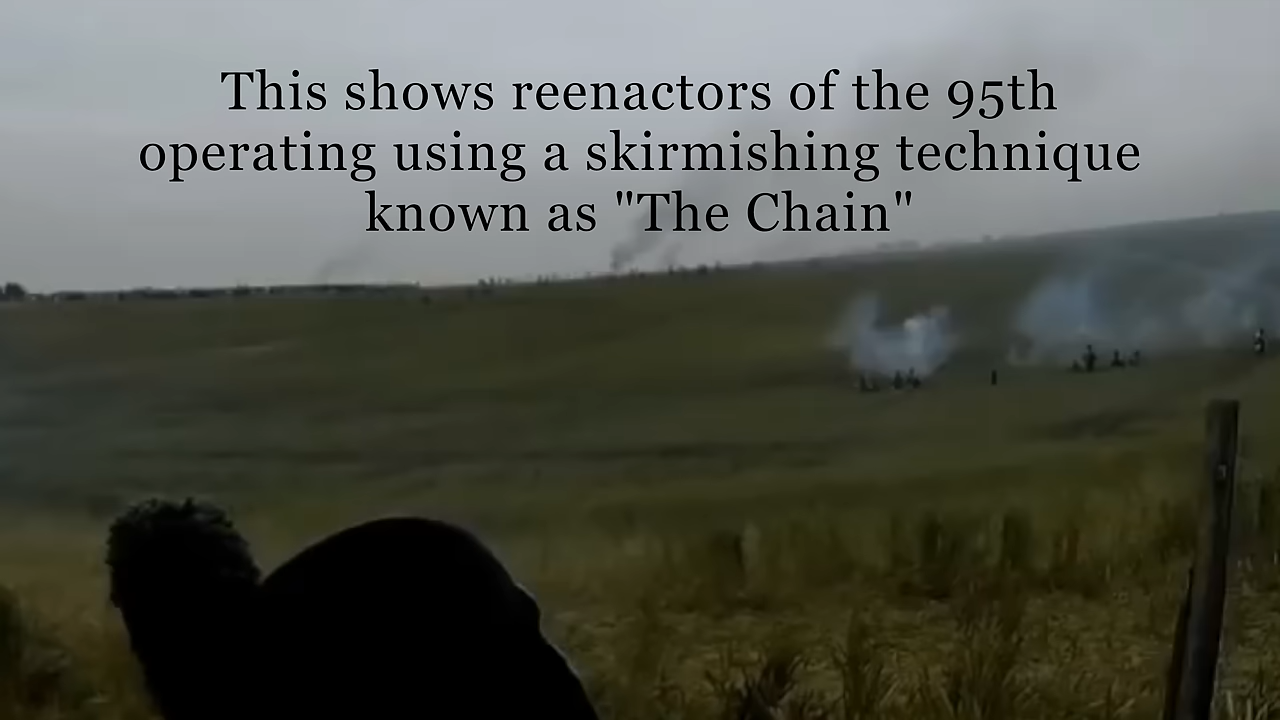 This shows reenactors of the 95th
operating using a skirmishing technique
known as "The Chain"